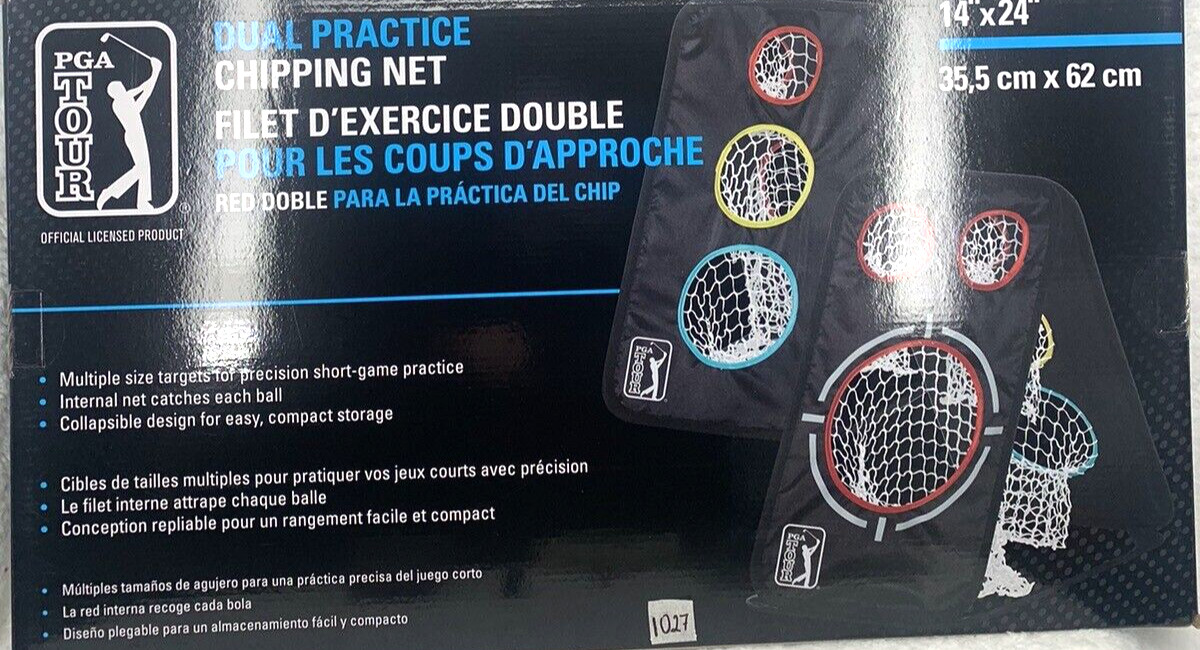 PGA
TOUR
OFFICIAL LICENSED PRODUCT
DUAL PRACTICE
CHIPPING NET
FILET D'EXERCICE DOUBLE
POUR LES COUPS D'APPROCHE
RED DOBLE PARA LA PRÁCTICA DEL CHIP
14"x24"
35,5 cm x 62 cm
• Multiple size targets for precision short-game practice
• Internal net catches each ball
• Collapsible design for easy, compact storage
• Cibles de tailles multiples pour pratiquer vos jeux courts avec précision
• Le filet interne attrape chaque balle
• Conception repliable pour un rangement facile et compact
• Múltiples tamaños de agujero para una práctica precisa del juego corto
• La red interna recoge cada bola
• Diseño plegable para un almacenamiento fácil y compacto
PGA
TOUR
PGA
TOUR
1027